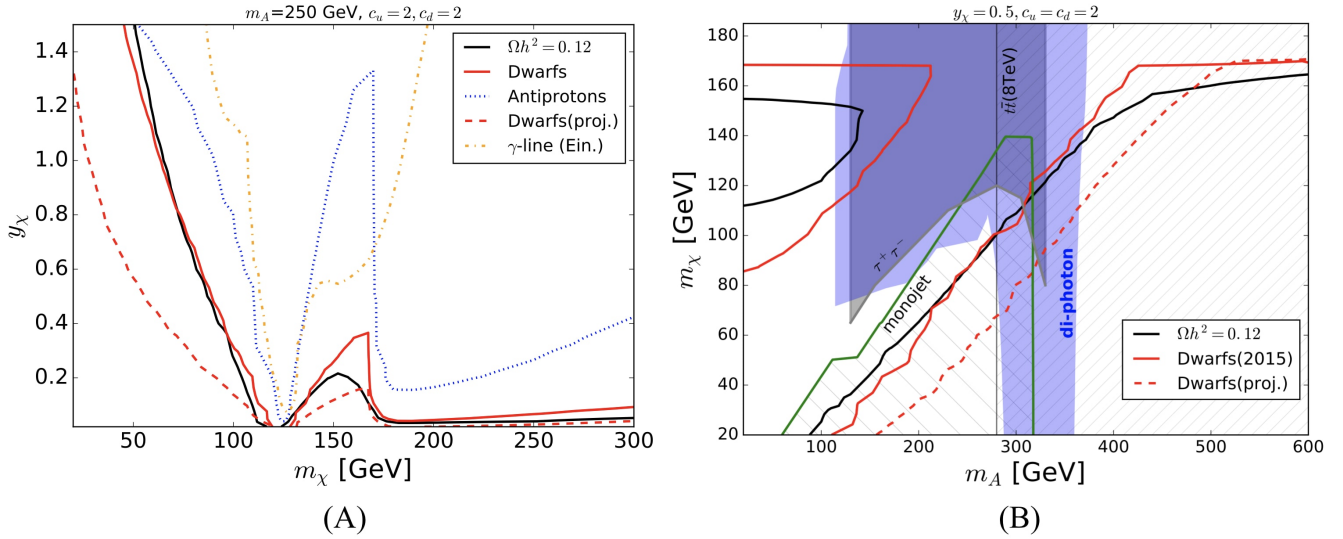 m_A=250 GeV, c_u = 2, c_d = 2
Ωh² = 0.12
Dwarfs
Antiprotons
Dwarfs(proj.)
γ-line (Ein.)
1.4
1.2
1.0
0.8
0.6
0.4
0.2
y_χ
50
100
150
200
250
300
m_χ [GeV]
(A)
y_χ = 0.5, c_u = c_d = 2
180
160
140
120
100
80
60
40
20
m_χ [GeV]
tt̄(8TeV)
τ⁺τ⁻
monojet
di-photon
Ωh² = 0.12
Dwarfs(2015)
Dwarfs(proj.)
100
200
300
400
500
600
m_A [GeV]
(B)